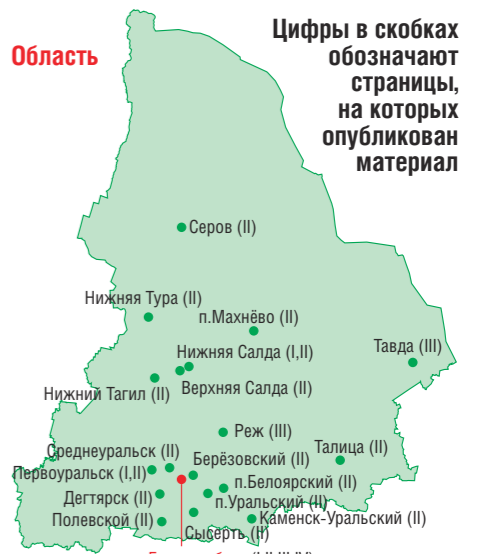 Область
Цифры в скобках
обозначают
страницы,
на которых
опубликован
материал
Серов (II)
Нижняя Тура (II)
п.Махнёво (II)
Нижняя Салда (I,II)
Тавда (III)
Верхняя Салда (II)
Нижний Тагил (II)
Реж (III)
Талица (II)
Среднеуральск (II)
Берёзовский (II)
Первоуральск (I,II)
п.Белоярский (II)
Дегтярск (II)
п.Уральский (II)
Полевской (II)
Каменск-Уральский (II)
Сысерть (II)